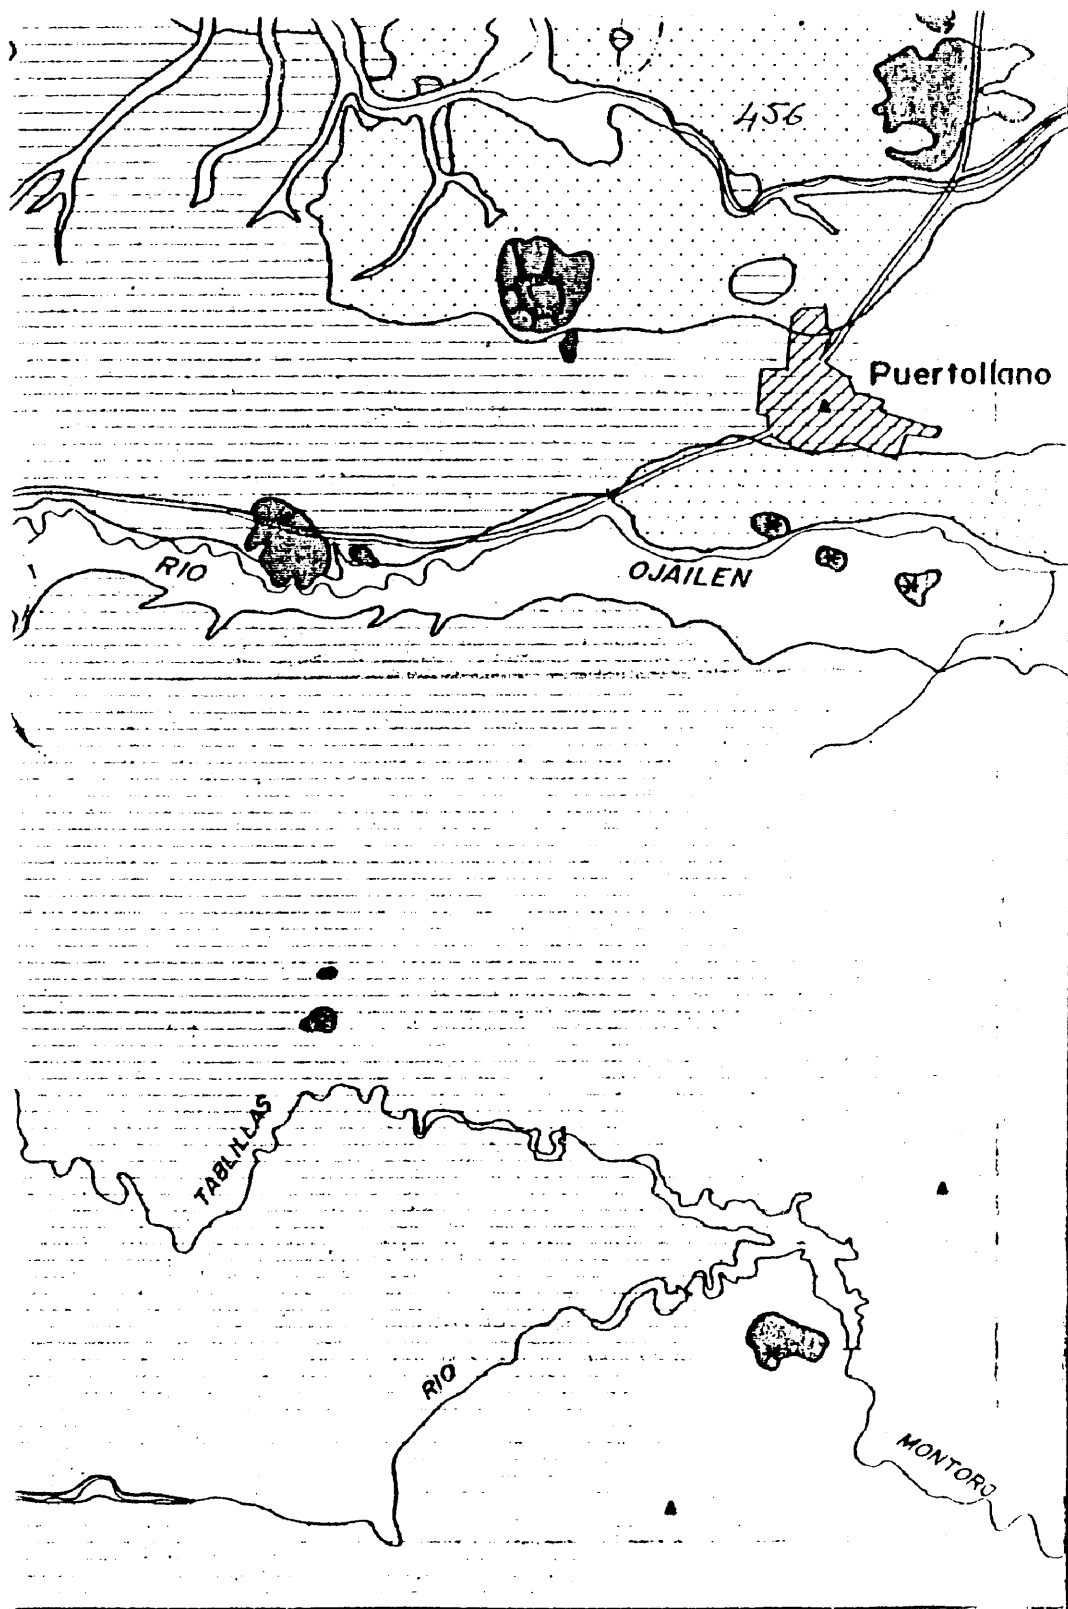 456
Puertollano
RIO
OJAILEN
TABLILLAS
RIO
MONTORO